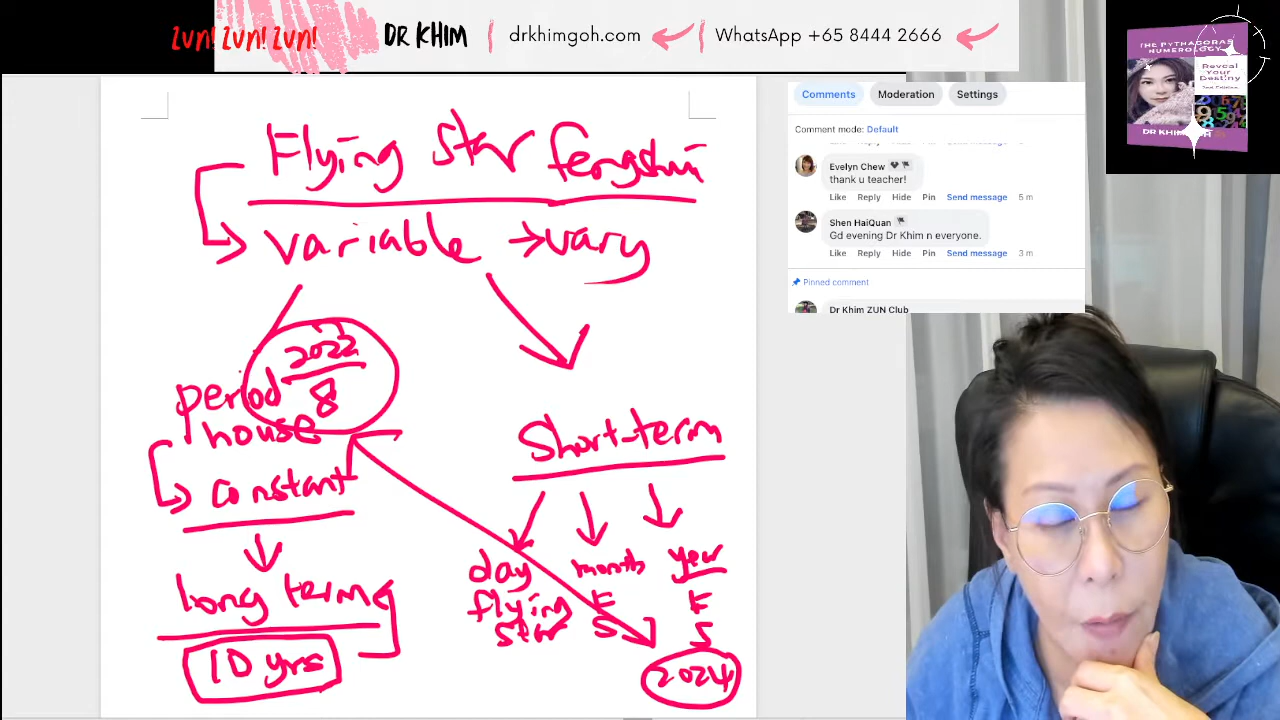 ZUN! ZUN! ZUN! DR KHIM | drkhimgoh.com | WhatsApp +65 8444 2666
THE PYTHAGORAS
NUMEROLOGY
Reveal
Your
Destiny
2nd Edition
DR KHIM
Comments Moderation Settings
Comment mode: Default
Evelyn Chew
thank u teacher!
Like Reply Hide Pin Send message 5 m
Shen HaiQuan
Gd evening Dr Khim n everyone.
Like Reply Hide Pin Send message 3 m
Pinned comment
Dr Khim ZUN Club
Flying Star fengshui
variable → vary
2022
8
period
house
constant
long term
10 yrs
Short-term
day month year
flying F F
star S S
2024